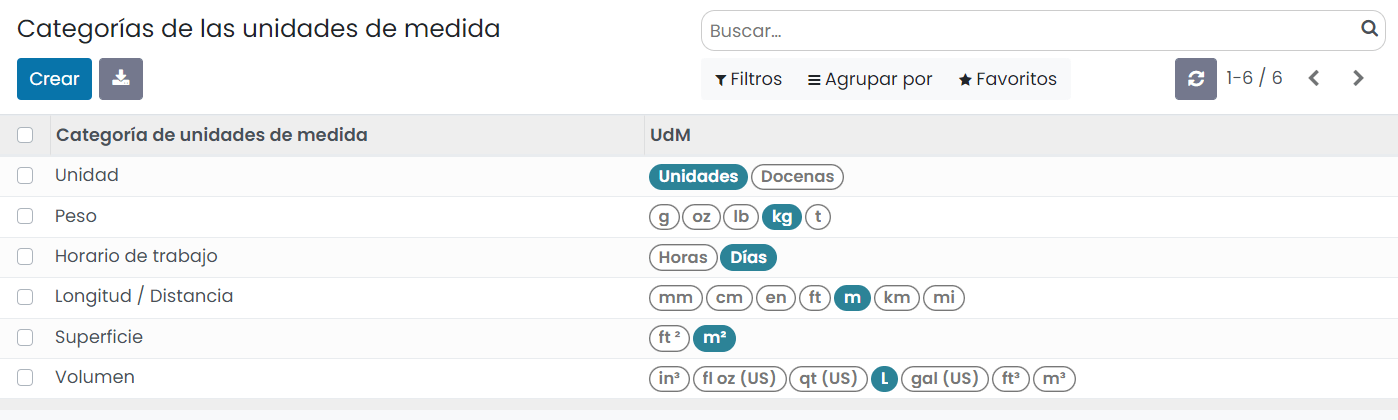 Categorías de las unidades de medida
Buscar...
Crear
Filtros Agrupar por Favoritos
1-6 / 6
Categoría de unidades de medida UdM
Unidad Unidades Docenas
Peso g oz lb kg t
Horario de trabajo Horas Días
Longitud / Distancia mm cm en ft m km mi
Superficie ft ² m²
Volumen in³ fl oz (US) qt (US) L gal (US) ft³ m³